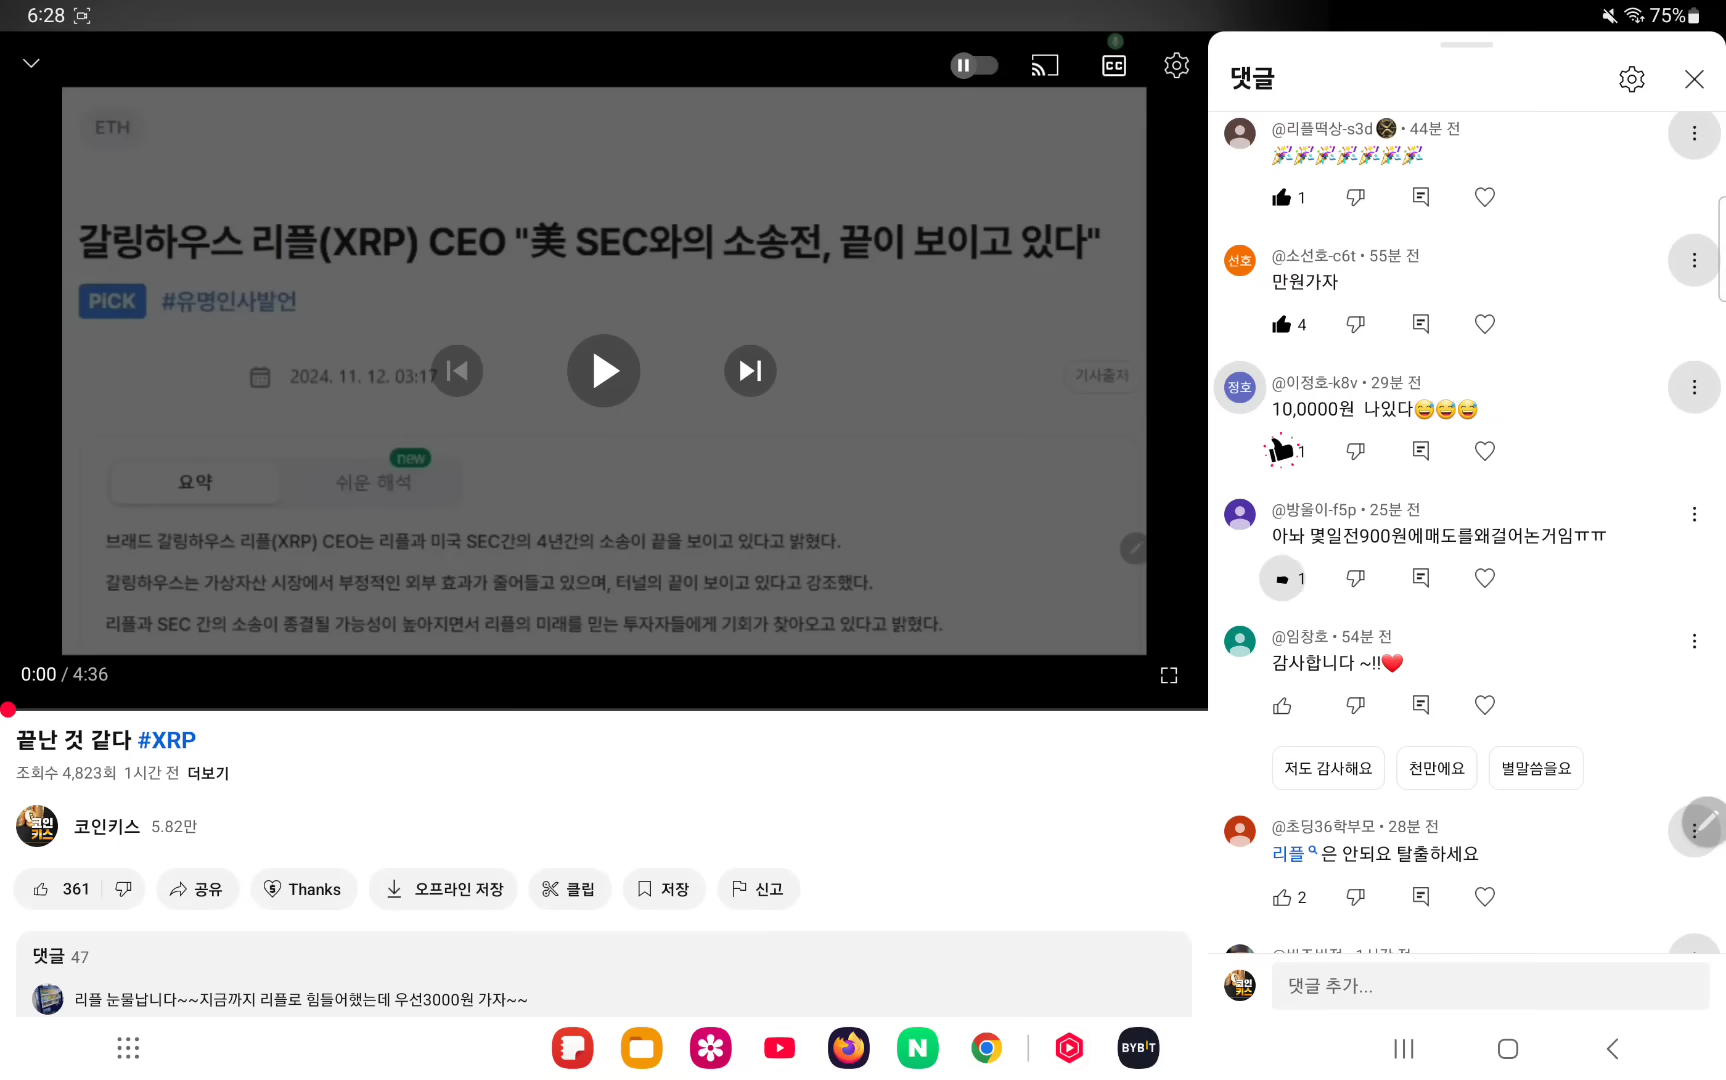 6:28
75%
ETH
갈링하우스 리플(XRP) CEO "美 SEC와의 소송전, 끝이 보이고 있다"
PICK #유명인사발언
2024. 11. 12. 03:17
기사출저
new
요약
쉬운 해석
브래드 갈링하우스 리플(XRP) CEO는 리플과 미국 SEC간의 4년간의 소송이 끝을 보이고 있다고 밝혔다.
갈링하우스는 가상자산 시장에서 부정적인 외부 효과가 줄어들고 있으며, 터널의 끝이 보이고 있다고 강조했다.
리플과 SEC 간의 소송이 종결될 가능성이 높아지면서 리플의 미래를 믿는 투자자들에게 기회가 찾아오고 있다고 밝혔다.
0:00 / 4:36
끝난 것 같다 #XRP
조회수 4,823회 1시간 전 더보기
코인키스 5.82만
361
공유
Thanks
오프라인 저장
클립
저장
신고
댓글 47
리플 눈물납니다~~지금까지 리플로 힘들어했는데 우선3000원 가자~~
댓글
@리플떡상-s3d • 44분 전
🎉🎉🎉🎉🎉🎉🎉
1
선호
@소선호-c6t • 55분 전
만원가자
4
정호
@이정호-k8v • 29분 전
10,0000원 나있다😅😅😅
1
@방울이-f5p • 25분 전
아놔 몇일전900원에매도를왜걸어논거임ㅠㅠ
1
@임창호 • 54분 전
감사합니다 ~!!❤️
저도 감사해요
천만에요
별말씀을요
@초딩36학부모 • 28분 전
리플은 안되요 탈출하세요
2
코인
키스
댓글 추가...
N
BYBIT